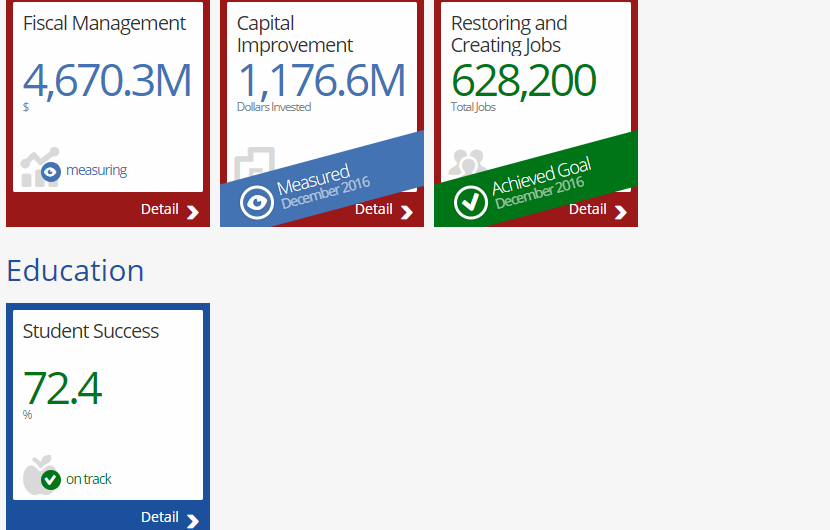 Fiscal Management
4,670.3M
$
measuring
Detail
Capital
Improvement
1,176.6M
Dollars Invested
Measured
December 2016
Detail
Restoring and
Creating Jobs
628,200
Total Jobs
Achieved Goal
December 2016
Detail
Education
Student Success
72.4
%
on track
Detail